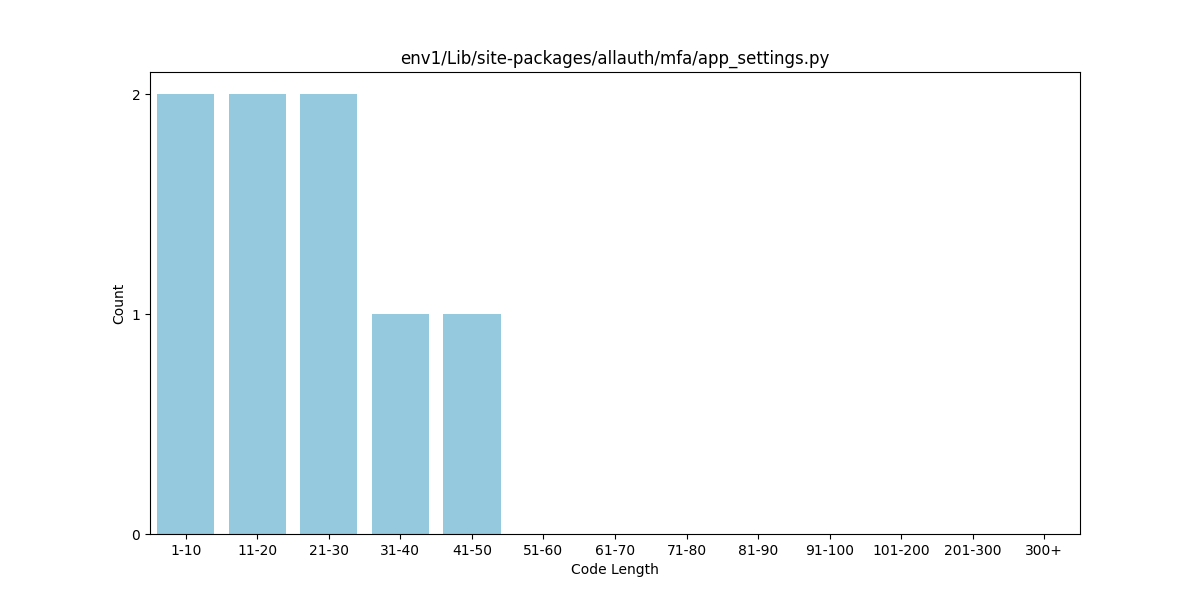 env1/Lib/site-packages/allauth/mfa/app_settings.py
2
1
0
Count
1-10 11-20 21-30 31-40 41-50 51-60 61-70 71-80 81-90 91-100 101-200 201-300 300+
Code Length